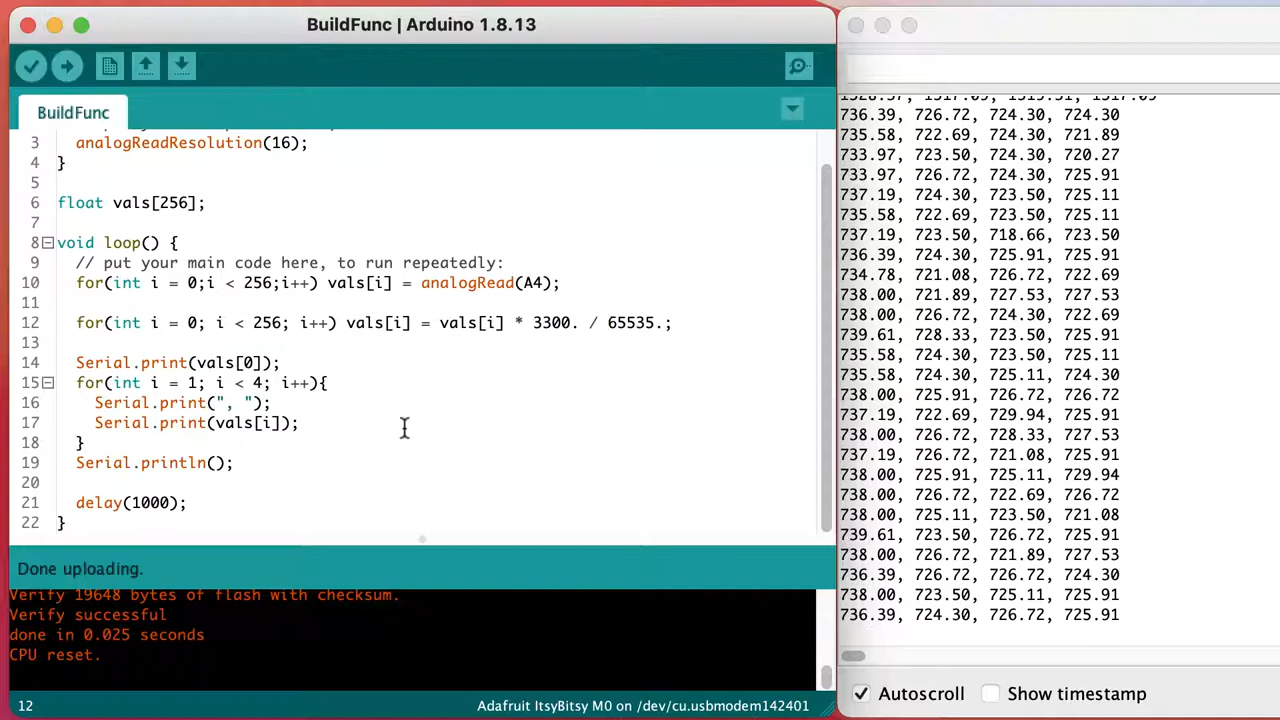 BuildFunc | Arduino 1.8.13
BuildFunc
3 analogReadResolution(16);
4 }
5
6 float vals[256];
7
8 void loop() {
9 // put your main code here, to run repeatedly:
10 for(int i = 0;i < 256;i++) vals[i] = analogRead(A4);
11
12 for(int i = 0; i < 256; i++) vals[i] = vals[i] * 3300. / 65535.;
13
14 Serial.print(vals[0]);
15 for(int i = 1; i < 4; i++){
16 Serial.print(", ");
17 Serial.print(vals[i]);
18 }
19 Serial.println();
20
21 delay(1000);
22 }
Done uploading.
Verify 19648 bytes of flash with checksum.
Verify successful
done in 0.025 seconds
CPU reset.
12
Adafruit ItsyBitsy M0 on /dev/cu.usbmodem142401
736.39, 726.72, 724.30, 724.30
735.58, 722.69, 724.30, 721.89
733.97, 723.50, 724.30, 720.27
733.97, 726.72, 724.30, 725.91
737.19, 724.30, 723.50, 725.11
735.58, 722.69, 723.50, 725.11
737.19, 723.50, 718.66, 723.50
736.39, 724.30, 725.91, 725.91
734.78, 721.08, 726.72, 722.69
738.00, 721.89, 727.53, 727.53
738.00, 726.72, 724.30, 722.69
739.61, 728.33, 723.50, 725.91
735.58, 724.30, 723.50, 725.11
735.58, 724.30, 725.11, 724.30
738.00, 725.91, 726.72, 726.72
737.19, 722.69, 729.94, 725.91
738.00, 726.72, 728.33, 727.53
737.19, 726.72, 721.08, 725.91
738.00, 725.91, 725.11, 729.94
738.00, 726.72, 722.69, 726.72
738.00, 725.11, 723.50, 721.08
739.61, 723.50, 726.72, 725.91
738.00, 726.72, 721.89, 727.53
736.39, 726.72, 726.72, 724.30
738.00, 723.50, 725.11, 725.91
736.39, 724.30, 726.72, 725.91
Autoscroll
Show timestamp